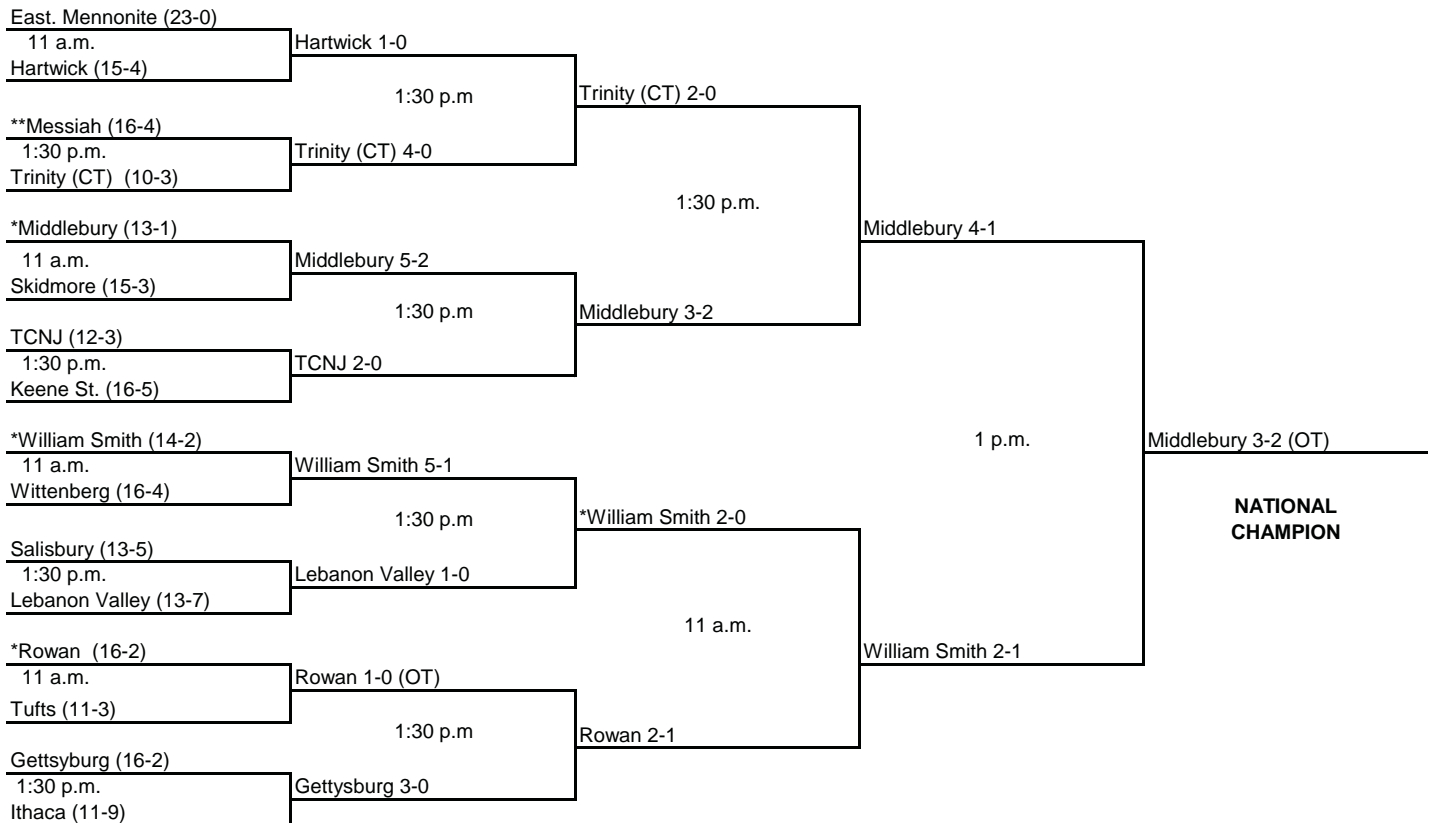 East. Mennonite (23-0)
11 a.m.
Hartwick (15-4)
**Messiah (16-4)
1:30 p.m.
Trinity (CT)  (10-3)
*Middlebury (13-1)
11 a.m.
Skidmore (15-3)
TCNJ (12-3)
1:30 p.m.
Keene St. (16-5)
*William Smith (14-2)
11 a.m.
Wittenberg (16-4)
Salisbury (13-5)
1:30 p.m.
Lebanon Valley (13-7)
*Rowan  (16-2)
11 a.m.
Tufts (11-3)
Gettsyburg (16-2)
1:30 p.m.
Ithaca (11-9)
Hartwick 1-0
1:30 p.m
Trinity (CT) 4-0
Middlebury 5-2
1:30 p.m
TCNJ 2-0
William Smith 5-1
1:30 p.m
Lebanon Valley 1-0
Rowan 1-0 (OT)
1:30 p.m
Gettysburg 3-0
Trinity (CT) 2-0
1:30 p.m.
Middlebury 3-2
*William Smith 2-0
11 a.m.
Rowan 2-1
Middlebury 4-1
1 p.m.
William Smith 2-1
Middlebury 3-2 (OT)
NATIONAL
CHAMPION